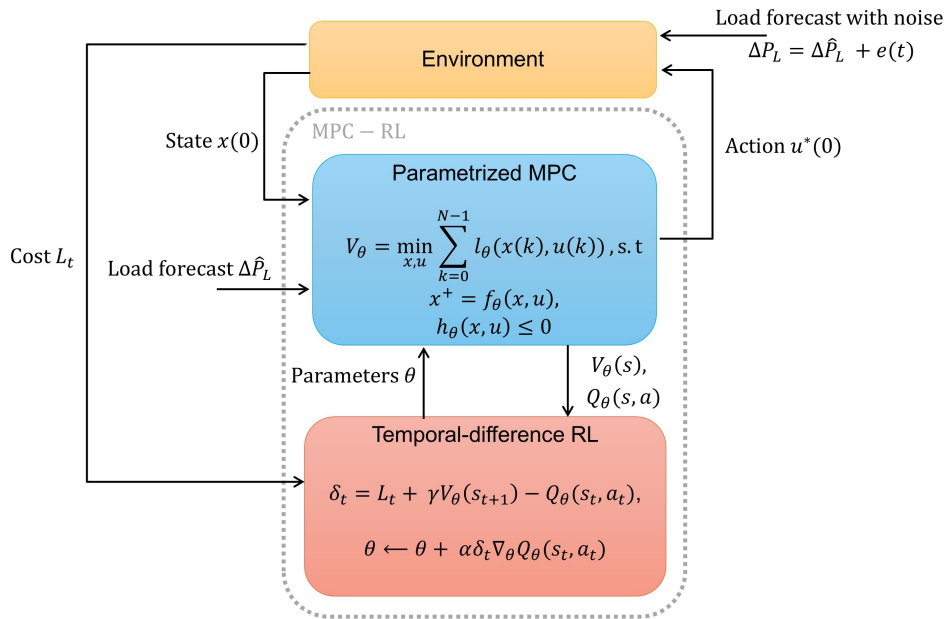 Load forecast with noise
ΔP_L = ΔP̂_L + e(t)
Environment
State x(0)
MPC − RL
Action u*(0)
Parametrized MPC
V_θ = min_{x,u} ∑_{k=0}^{N−1} l_θ(x(k), u(k)), s.t
x⁺ = f_θ(x, u),
h_θ(x, u) ≤ 0
Cost L_t
Load forecast ΔP̂_L
Parameters θ
V_θ(s),
Q_θ(s, a)
Temporal-difference RL
δ_t = L_t + γV_θ(s_{t+1}) − Q_θ(s_t, a_t),
θ ⟵ θ + αδ_t∇_θQ_θ(s_t, a_t)